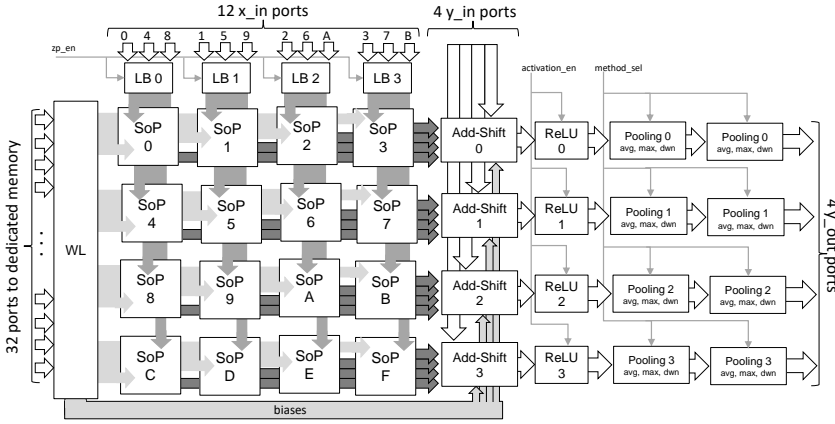 12 x_in ports
4 y_in ports
0 4 8 1 5 9 2 6 A 3 7 B
zp_en
LB 0
LB 1
LB 2
LB 3
activation_en
method_sel
32 ports to dedicated memory
. . .
WL
SoP 
0
SoP 
1
SoP 
2
SoP 
3
Add-Shift
0
ReLU
0
Pooling 0
avg, max, dwn
Pooling 0
avg, max, dwn
SoP 
4
SoP 
5
SoP 
6
SoP 
7
Add-Shift
1
ReLU
1
Pooling 1
avg, max, dwn
Pooling 1
avg, max, dwn
SoP 
8
SoP 
9
SoP 
A
SoP 
B
Add-Shift
2
ReLU
2
Pooling 2
avg, max, dwn
Pooling 2
avg, max, dwn
SoP 
C
SoP 
D
SoP 
E
SoP 
F
Add-Shift
3
ReLU
3
Pooling 3
avg, max, dwn
Pooling 3
avg, max, dwn
4 y_out ports
biases